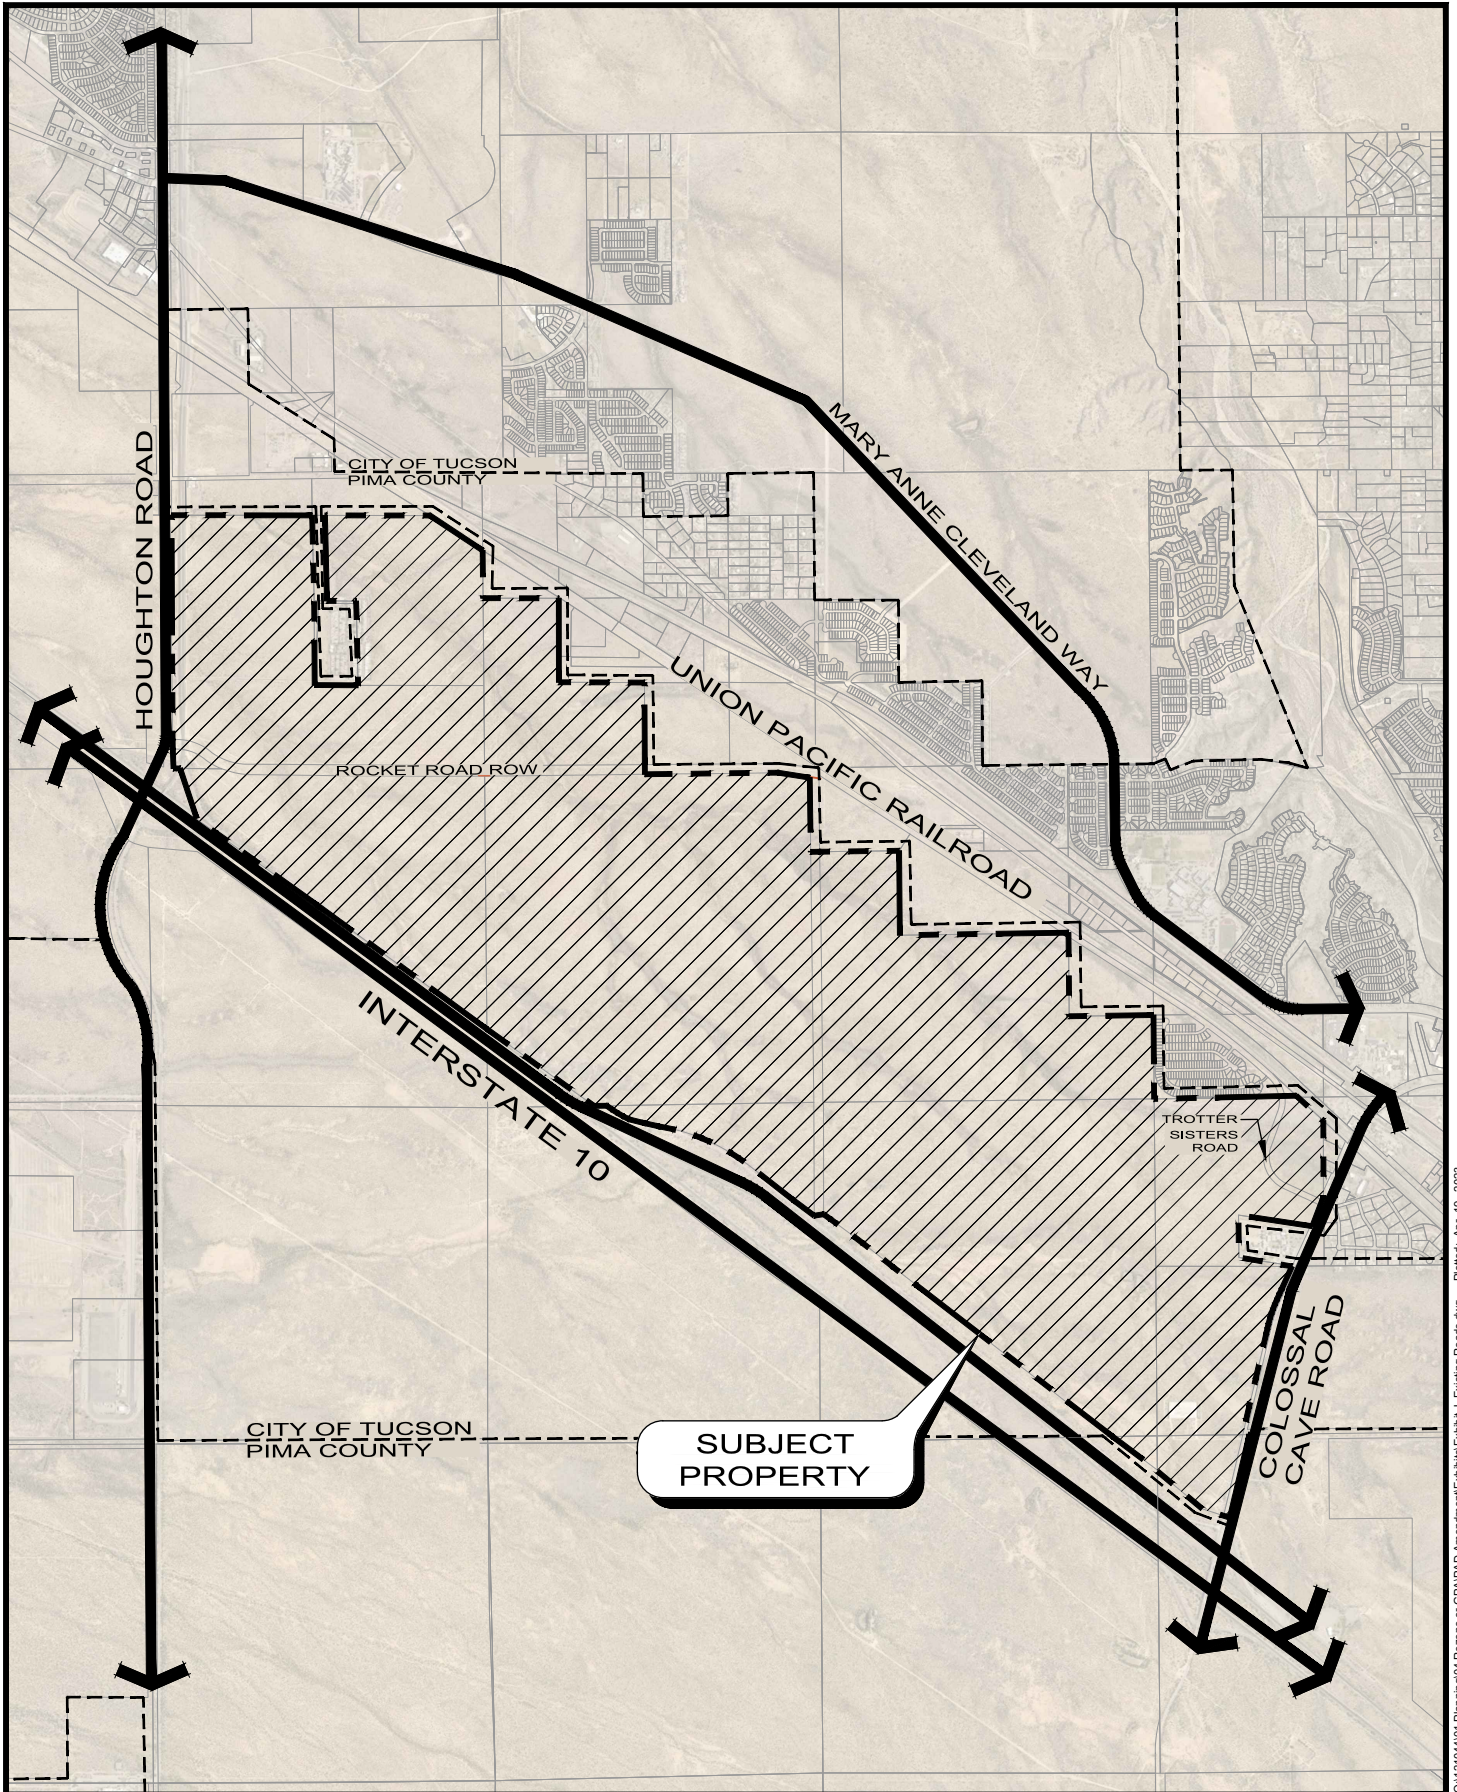 CITY OF TUCSON
PIMA COUNTY
HOUGHTON ROAD
MARY ANNE CLEVELAND WAY
UNION PACIFIC RAILROAD
ROCKET ROAD ROW
INTERSTATE 10
TROTTER
SISTERS
ROAD
COLOSSAL
CAVE ROAD
CITY OF TUCSON
PIMA COUNTY
SUBJECT
PROPERTY